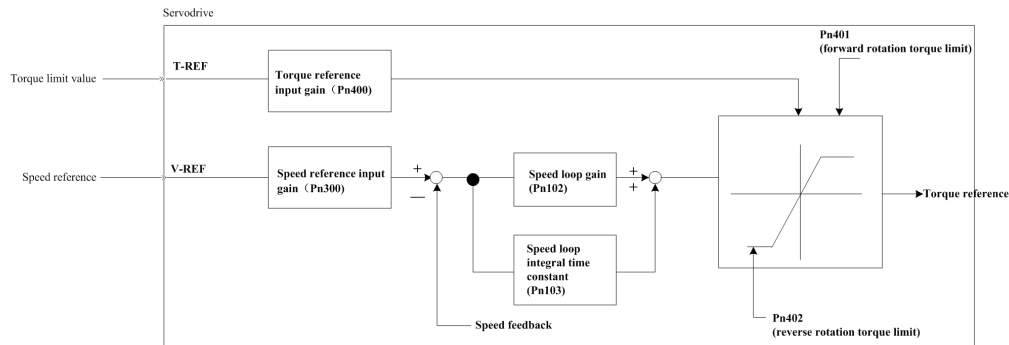 Servodrive
Pn401
(forward rotation torque limit)
T-REF
Torque limit value
Torque reference
input gain（Pn400）
V-REF
Speed reference
Speed reference input
gain（Pn300）
+
—
Speed loop gain
(Pn102)
+
+
Torque reference
Speed loop
integral time
constant
(Pn103)
Speed feedback
Pn402
(reverse rotation torque limit)